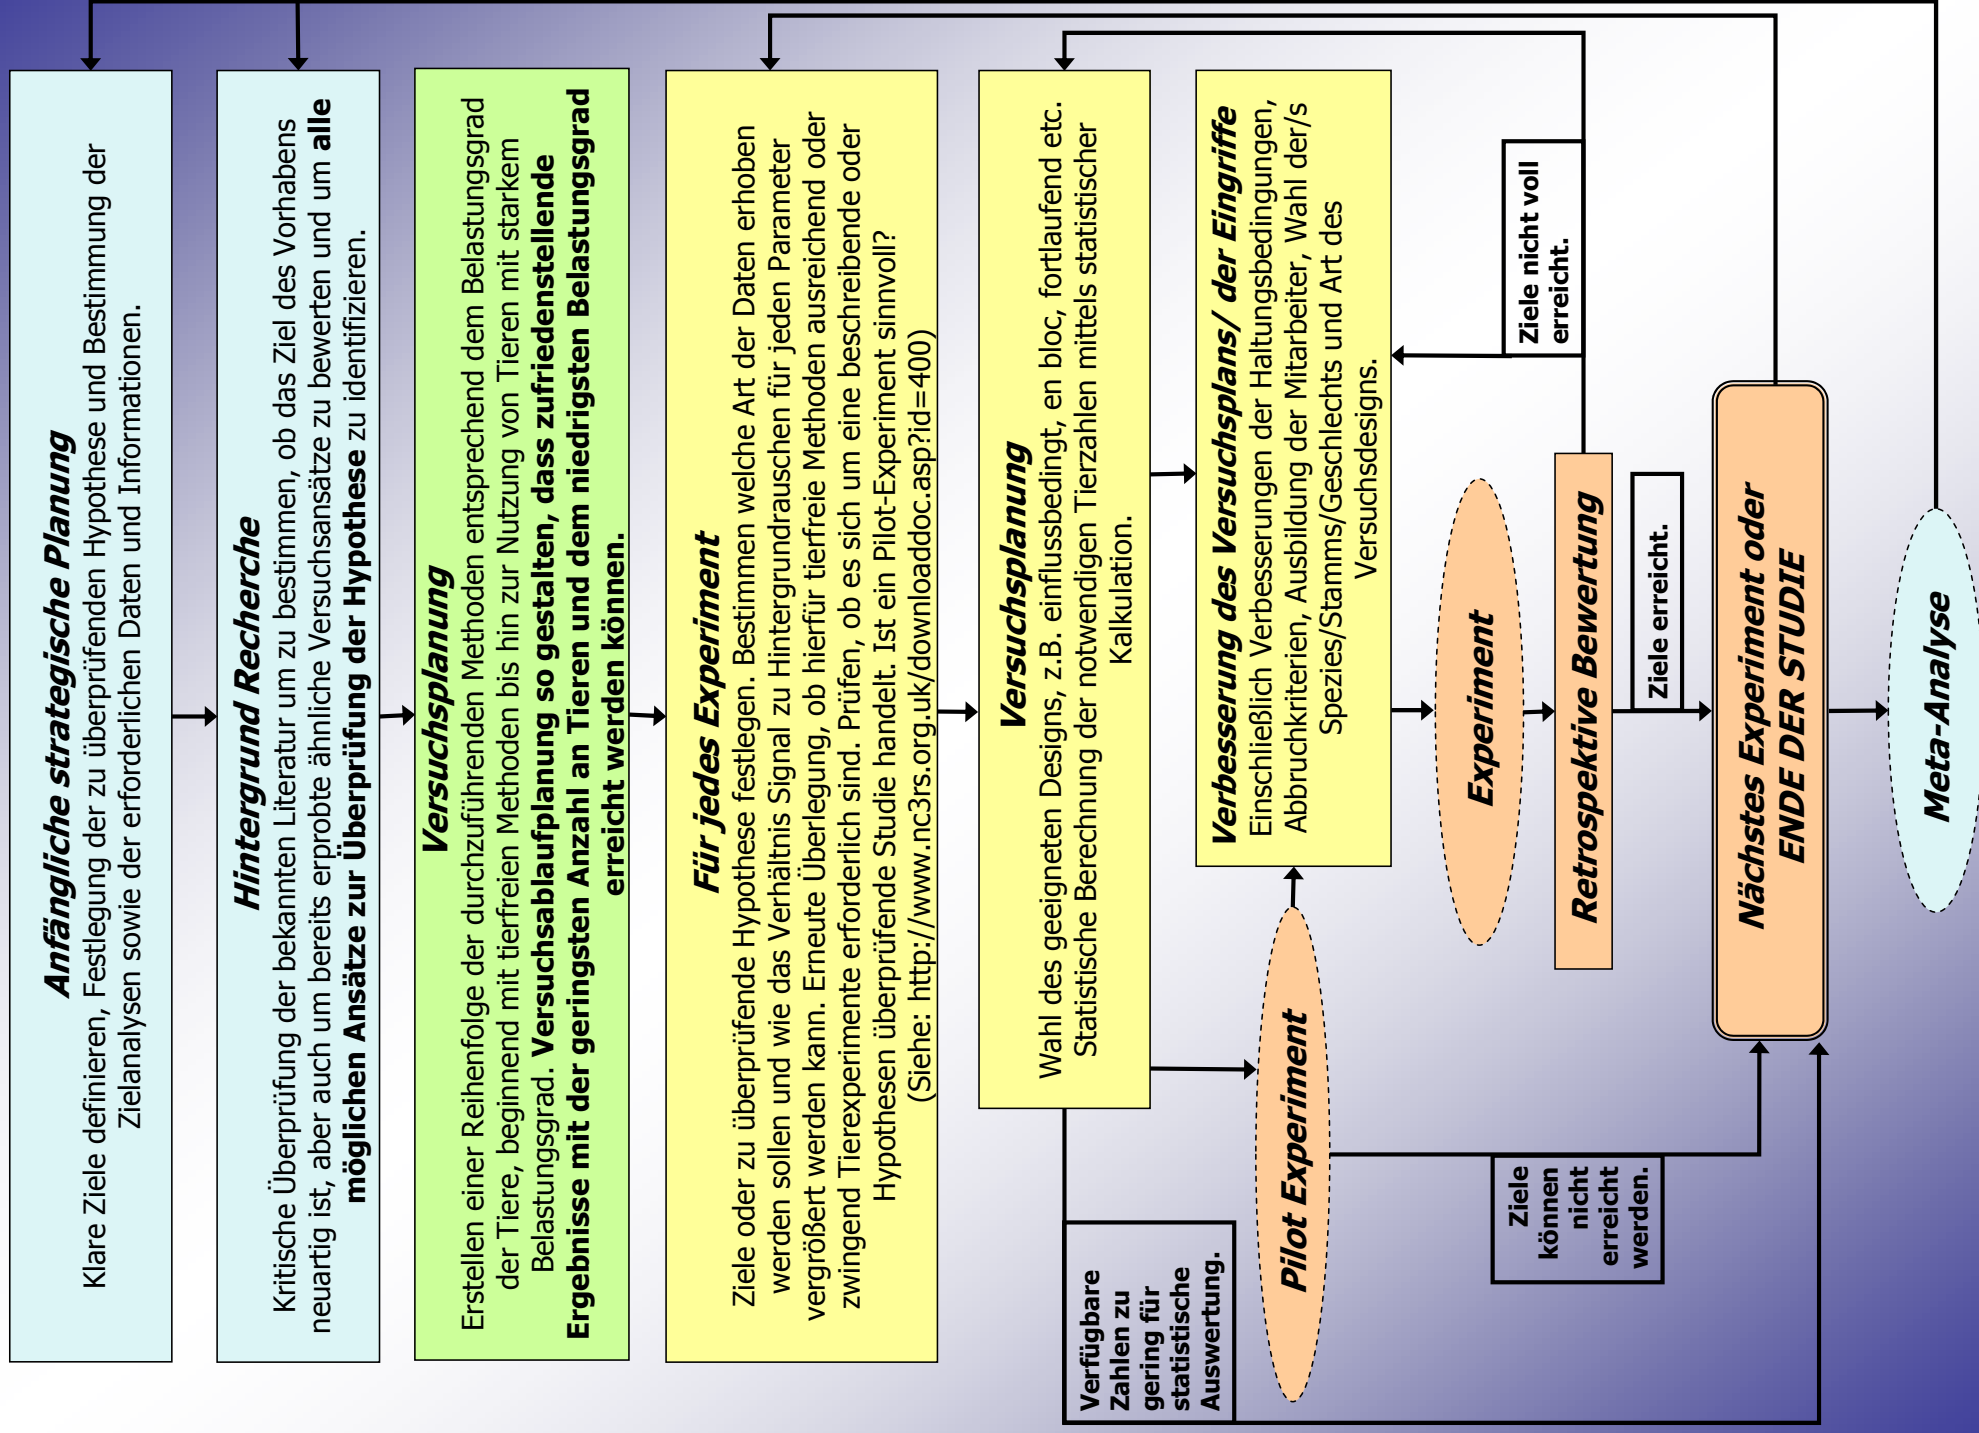 Anfängliche strategische Planung
Klare Ziele definieren, Festlegung der zu überprüfenden Hypothese und Bestimmung der
Zielanalysen sowie der erforderlichen Daten und Informationen.
Hintergrund Recherche
Kritische Überprüfung der bekannten Literatur um zu bestimmen, ob das Ziel des Vorhabens
neuartig ist, aber auch um bereits erprobte ähnliche Versuchsansätze zu bewerten und um alle
möglichen Ansätze zur Überprüfung der Hypothese zu identifizieren.
Versuchsplanung
Erstellen einer Reihenfolge der durchzuführenden Methoden entsprechend dem Belastungsgrad
der Tiere, beginnend mit tierfreien Methoden bis hin zur Nutzung von Tieren mit starkem
Belastungsgrad. Versuchsablaufplanung so gestalten, dass zufriedenstellende
Ergebnisse mit der geringsten Anzahl an Tieren und dem niedrigsten Belastungsgrad
erreicht werden können.
Für jedes Experiment
Ziele oder zu überprüfende Hypothese festlegen. Bestimmen welche Art der Daten erhoben
werden sollen und wie das Verhältnis Signal zu Hintergrundrauschen für jeden Parameter
vergrößert werden kann. Erneute Überlegung, ob hierfür tierfreie Methoden ausreichend oder
zwingend Tierexperimente erforderlich sind. Prüfen, ob es sich um eine beschreibende oder
Hypothesen überprüfende Studie handelt. Ist ein Pilot-Experiment sinnvoll?
(Siehe: http://www.nc3rs.org.uk/downloaddoc.asp?id=400)
Versuchsplanung
Wahl des geeigneten Designs, z.B. einflussbedingt, en bloc, fortlaufend etc.
Statistische Berechnung der notwendigen Tierzahlen mittels statistischer
Kalkulation.
Verfügbare
Zahlen zu
gering für
statistische
Auswertung.
Verbesserung des Versuchsplans/ der Eingriffe
Einschließlich Verbesserungen der Haltungsbedingungen,
Abbruchkriterien, Ausbildung der Mitarbeiter, Wahl der/s
Spezies/Stamms/Geschlechts und Art des
Versuchsdesigns.
Pilot Experiment
Experiment
Ziele nicht voll
erreicht.
Ziele
können
nicht
erreicht
werden.
Retrospektive Bewertung
Ziele erreicht.
Nächstes Experiment oder
ENDE DER STUDIE
Meta-Analyse